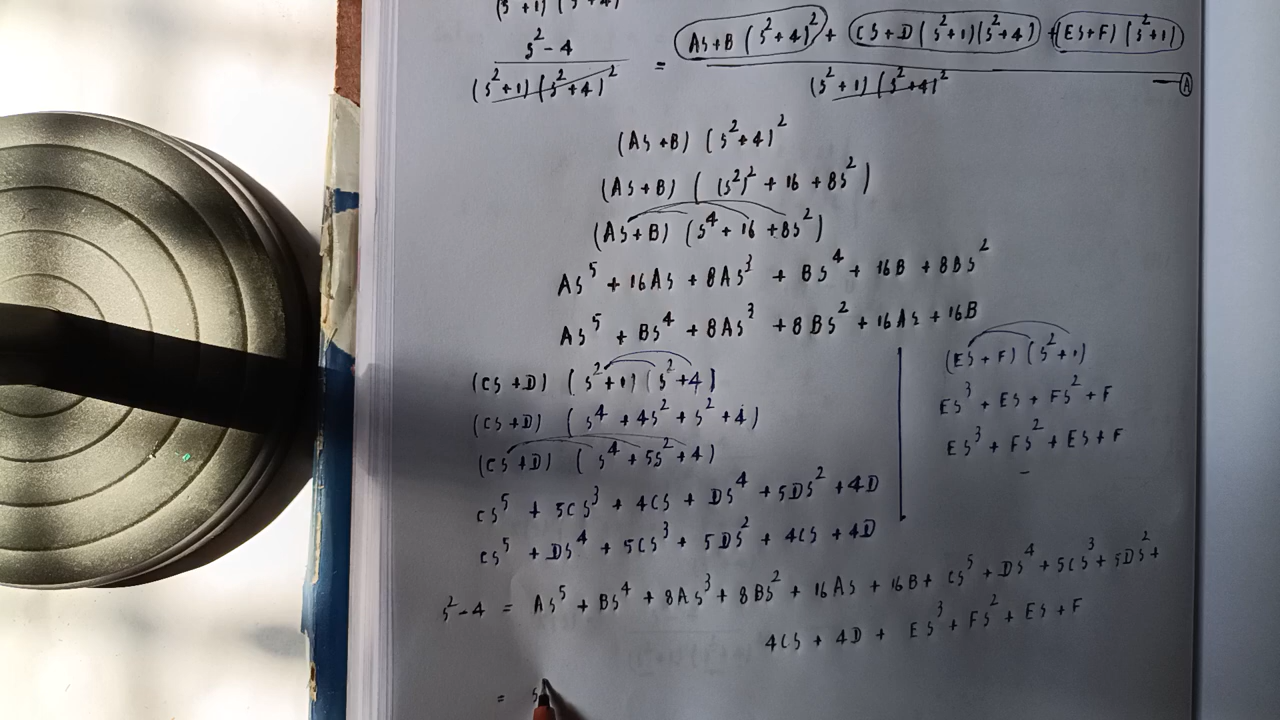 s² - 4 / (s²+1)(s²+4)² = As+B (s²+4)² + Cs+D (s²+1)(s²+4) + (Es+F)(s²+1) / (s²+1)(s²+4)² — Ⓐ
(As+B) (s²+4)²
(As+B) ( (s²)² + 16 + 8s² )
(As+B) (s⁴ + 16 + 8s²)
As⁵ + 16As + 8As³ + Bs⁴ + 16B + 8Bs²
As⁵ + Bs⁴ + 8As³ + 8Bs² + 16As + 16B
(Cs+D) (s²+1)(s²+4)
(Cs+D) (s⁴ + 4s² + s² + 4)
(Cs+D) (s⁴ + 5s² + 4)
Cs⁵ + 5Cs³ + 4Cs + Ds⁴ + 5Ds² + 4D
Cs⁵ + Ds⁴ + 5Cs³ + 5Ds² + 4Cs + 4D
(Es+F) (s²+1)
Es³ + Es + Fs² + F
Es³ + Fs² + Es + F
s²-4 = As⁵ + Bs⁴ + 8As³ + 8Bs² + 16As + 16B + Cs⁵ + Ds⁴ + 5Cs³ + 5Ds² +
4Cs + 4D + Es³ + Fs² + Es + F
= s